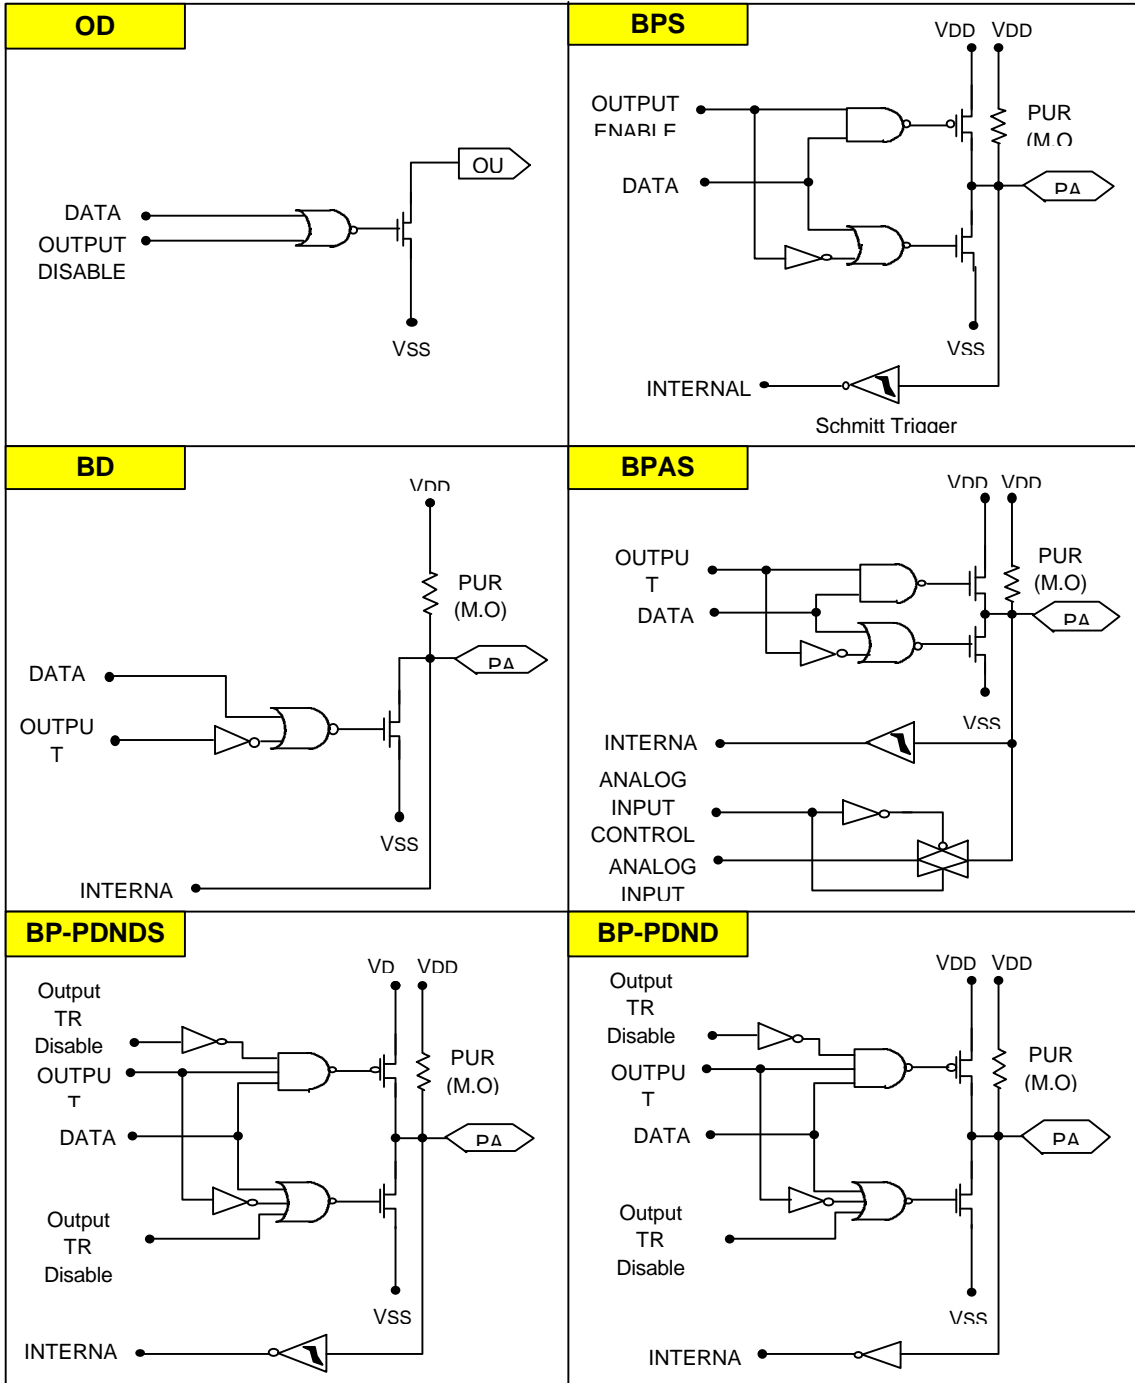 OD
OU
DATA
OUTPUT
DISABLE
VSS
BPS
VDD VDD
OUTPUT
ENABLE
PUR
(M.O
DATA
PA
VSS
INTERNAL
Schmitt Trigger
BD
VDD
PUR
(M.O)
PA
DATA
OUTPU
T
VSS
INTERNA
BPAS
VDD VDD
OUTPU
T
PUR
(M.O)
DATA
PA
VSS
INTERNA
ANALOG
INPUT
CONTROL
ANALOG
INPUT
BP-PDNDS
VD VDD
Output
TR
Disable
OUTPU
T
PUR
(M.O)
DATA
PA
Output
TR
Disable
VSS
INTERNA
BP-PDND
VDD VDD
Output
TR
Disable
OUTPU
T
PUR
(M.O)
DATA
PA
Output
TR
Disable
VSS
INTERNA